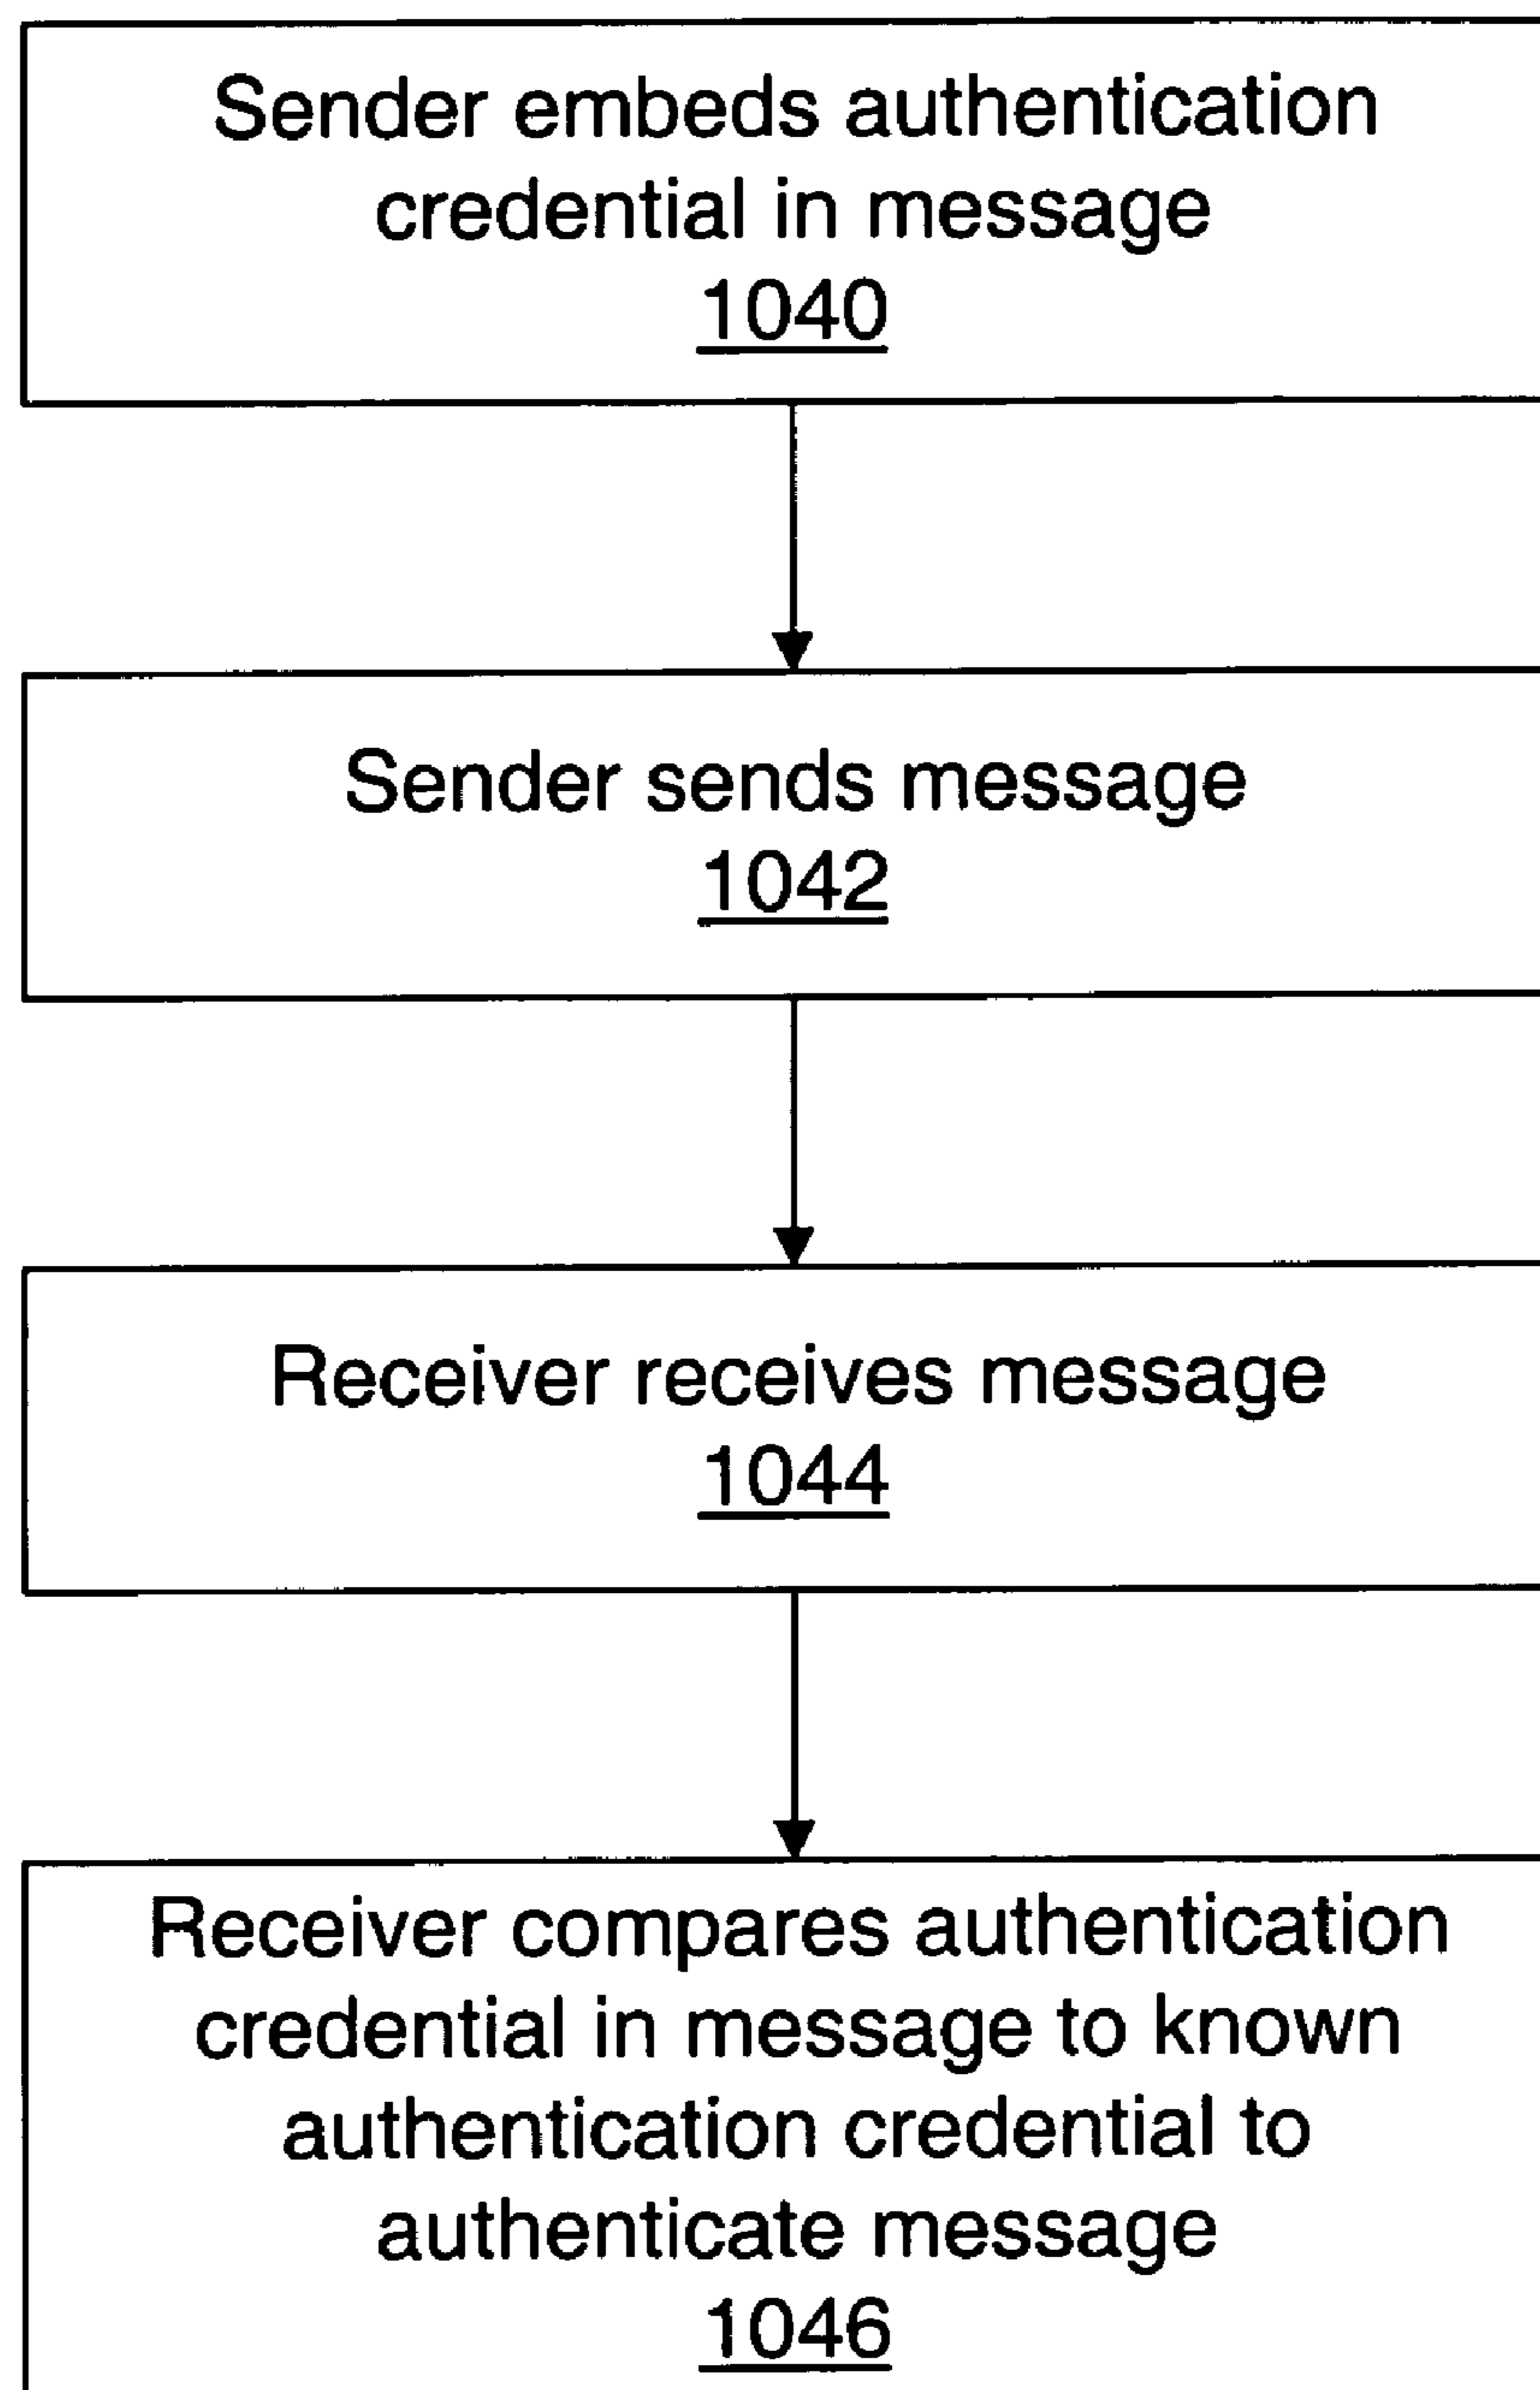 Sender embeds authentication
credential in message
1040
Sender sends message
1042
Receiver receives message
1044
Receiver compares authentication
credential in message to known
authentication credential to
authenticate message
1046